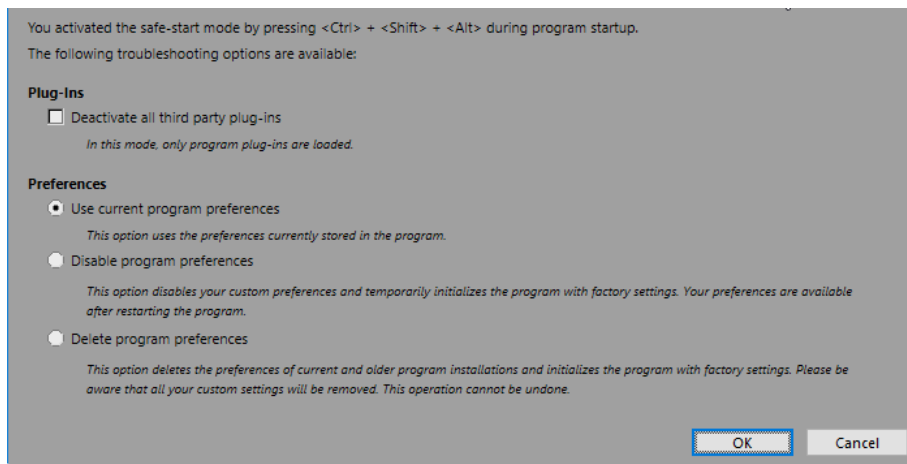 You activated the safe-start mode by pressing <Ctrl> + <Shift> + <Alt> during program startup.
The following troubleshooting options are available:
Plug-Ins
Deactivate all third party plug-ins
In this mode, only program plug-ins are loaded.
Preferences
Use current program preferences
This option uses the preferences currently stored in the program.
Disable program preferences
This option disables your custom preferences and temporarily initializes the program with factory settings. Your preferences are available
after restarting the program.
Delete program preferences
This option deletes the preferences of current and older program installations and initializes the program with factory settings. Please be
aware that all your custom settings will be removed. This operation cannot be undone.
OK Cancel